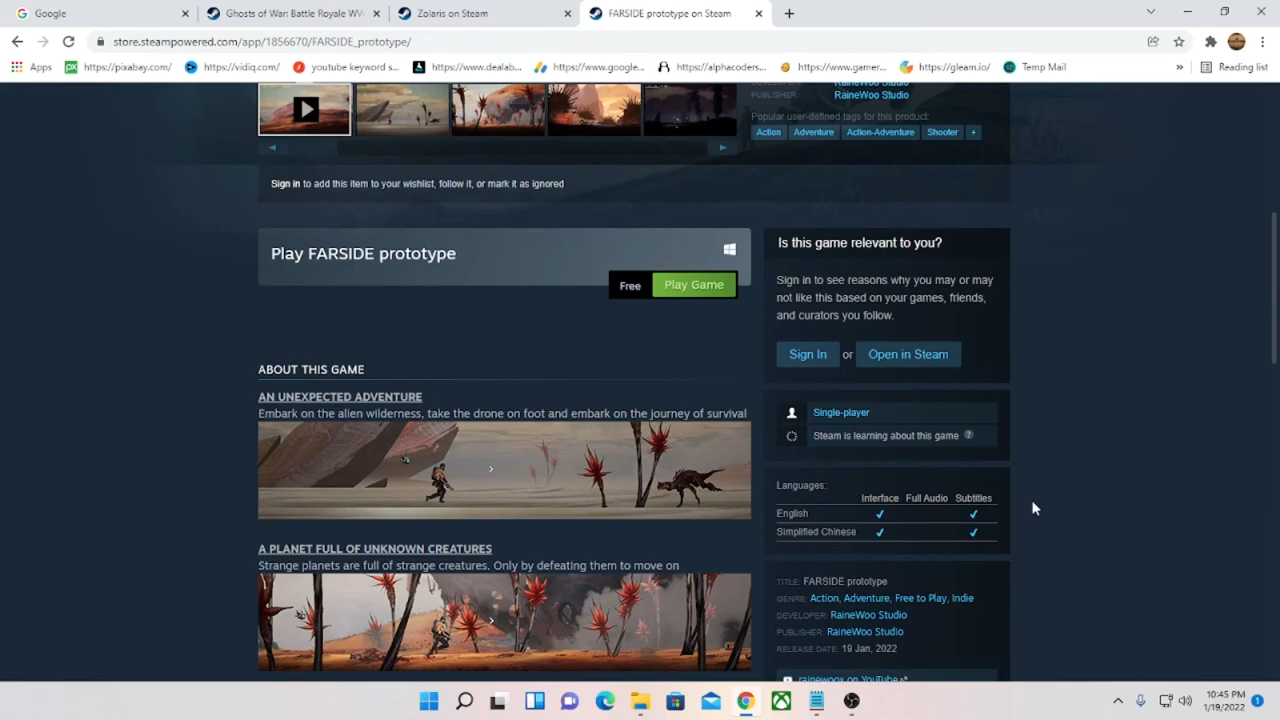 Google
Ghosts of War: Battle Royale WW
Zolaris on Steam
FARSIDE prototype on Steam
store.steampowered.com/app/1856670/FARSIDE_prototype/
Apps
https://pixabay.com/
https://vidiq.com/
youtube keyword s...
https://www.dealab...
https://www.google...
https://alphacoders...
https://www.gamer...
https://gleam.io/
Temp Mail
»
Reading list
RaineWoo Studio
PUBLISHER: RaineWoo Studio
Popular user-defined tags for this product:
Action Adventure Action-Adventure Shooter +
Sign in to add this item to your wishlist, follow it, or mark it as ignored
Play FARSIDE prototype
Free Play Game
ABOUT THIS GAME
AN UNEXPECTED ADVENTURE
Embark on the alien wilderness, take the drone on foot and embark on the journey of survival
A PLANET FULL OF UNKNOWN CREATURES
Strange planets are full of strange creatures. Only by defeating them to move on
Is this game relevant to you?
Sign in to see reasons why you may or may
not like this based on your games, friends,
and curators you follow.
Sign In or Open in Steam
Single-player
Steam is learning about this game ?
Languages:
Interface Full Audio Subtitles
English ✔ ✔
Simplified Chinese ✔ ✔
TITLE: FARSIDE prototype
GENRE: Action, Adventure, Free to Play, Indie
DEVELOPER: RaineWoo Studio
PUBLISHER: RaineWoo Studio
RELEASE DATE: 19 Jan, 2022
rainewoox on YouTube
10:45 PM
1/19/2022
1